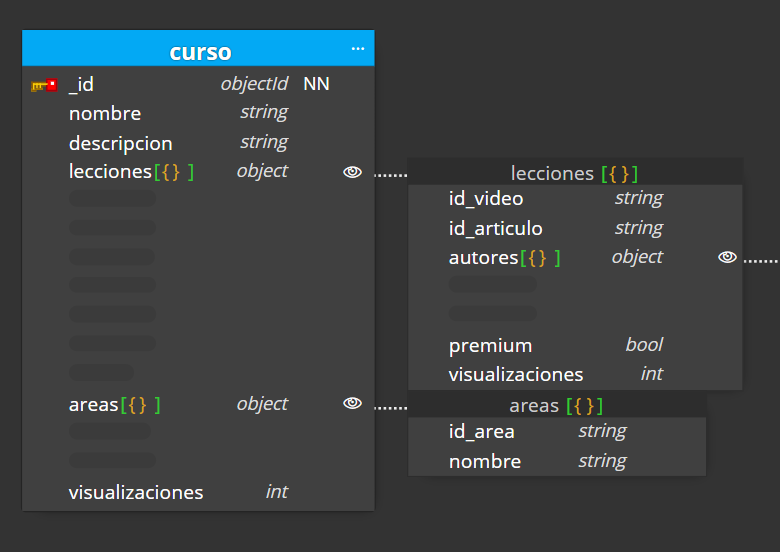 curso ...
_id objectId NN
nombre string
descripcion string
lecciones[{} ] object
areas[{} ] object
visualizaciones int
lecciones [{ }]
id_video string
id_articulo string
autores[{} ] object
premium bool
visualizaciones int
areas [{ }]
id_area string
nombre string